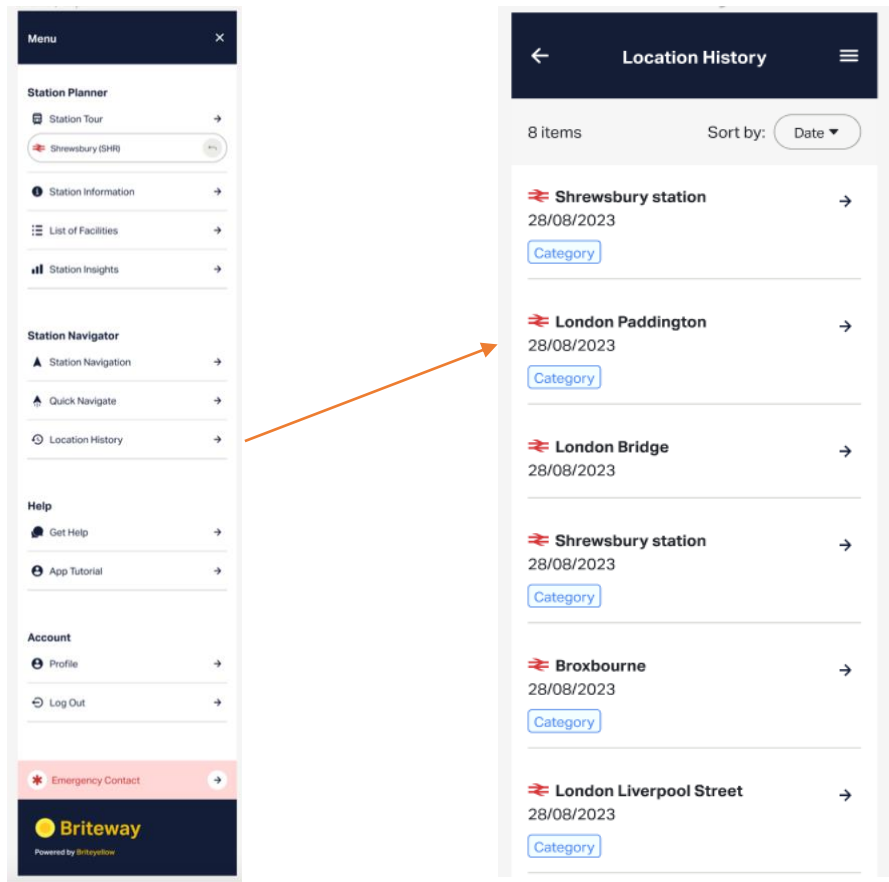 Menu
Station Planner
Station Tour
Shrewsbury (SHR)
Station Information
List of Facilities
Station Insights
Station Navigator
Station Navigation
Quick Navigate
Location History
Help
Get Help
App Tutorial
Account
Profile
Log Out
Emergency Contact
Briteway
Powered by Briteyellow
Location History
8 items Sort by: Date
Shrewsbury station
28/08/2023
Category
London Paddington
28/08/2023
Category
London Bridge
28/08/2023
Shrewsbury station
28/08/2023
Category
Broxbourne
28/08/2023
Category
London Liverpool Street
28/08/2023
Category